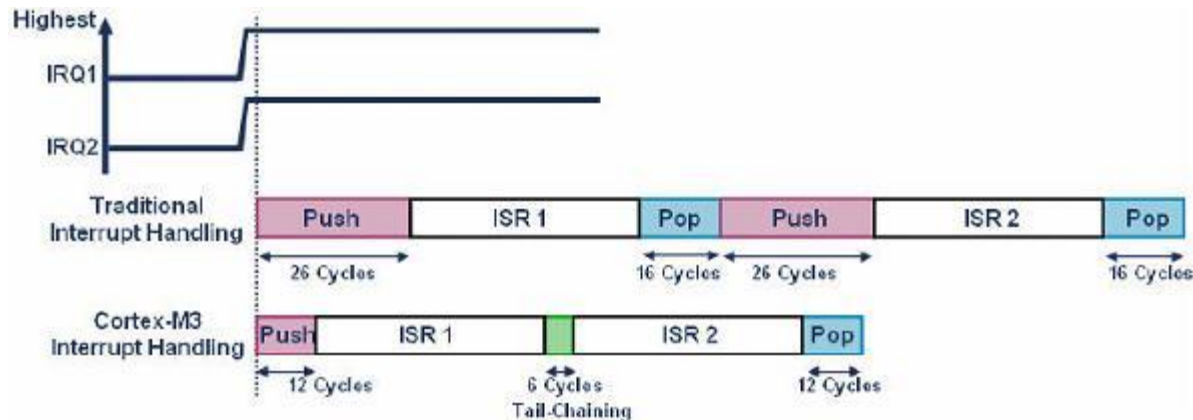 Highest
IRQ1
IRQ2
Traditional
Interrupt Handling
Push ISR 1 Pop Push ISR 2 Pop
26 Cycles 16 Cycles 26 Cycles 16 Cycles
Cortex-M3
Interrupt Handling
Push ISR 1 ISR 2 Pop
12 Cycles 6 Cycles 12 Cycles
Tail-Chaining